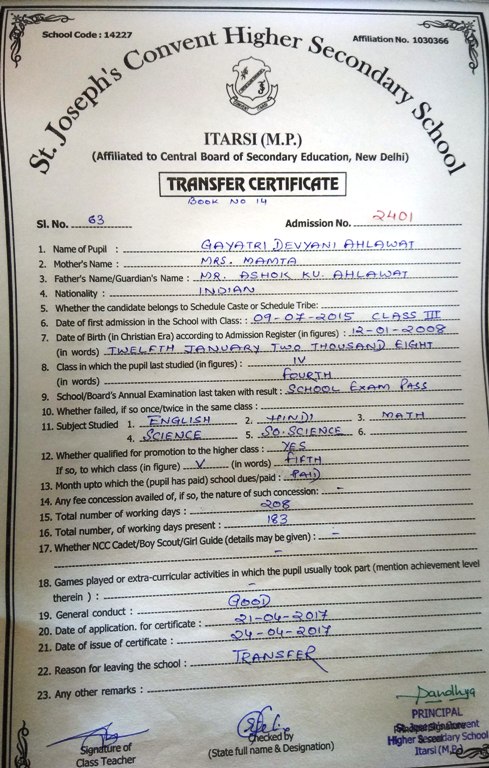 School Code : 14227
Affiliation No. 1030366
St. Joseph's Convent Higher Secondary School
ITARSI (M.P.)
(Affiliated to Central Board of Secondary Education, New Delhi)
TRANSFER CERTIFICATE
BOOK NO 14
Sl. No. 63 Admission No. 2401
1. Name of Pupil : GAYATRI DEVYANI AHLAWAT
2. Mother's Name : MRS. MAMTA
3. Father's Name/Guardian's Name : MR. ASHOK KU. AHLAWAT
4. Nationality : INDIAN
5. Whether the candidate belongs to Schedule Caste or Schedule Tribe:
6. Date of first admission in the School with Class : 09-07-2015 CLASS III
7. Date of Birth (in Christian Era) according to Admission Register (in figures) : 12-01-2008
(in words) TWELFTH JANUARY TWO THOUSAND EIGHT
8. Class in which the pupil last studied (in figures) : IV
(in words) FOURTH
9. School/Board's Annual Examination last taken with result : SCHOOL EXAM PASS
10. Whether failed, if so once/twice in the same class :
11. Subject Studied 1. ENGLISH 2. HINDI 3. MATH
4. SCIENCE 5. SO.SCIENCE 6.
12. Whether qualified for promotion to the higher class : YES
If so, to which class (in figure) V (in words) FIFTH
13. Month upto which the (pupil has paid) school dues/paid : PAID
14. Any fee concession availed of, if so, the nature of such concession: -
15. Total number of working days : 208
16. Total number, of working days present : 183
17. Whether NCC Cadet/Boy Scout/Girl Guide (details may be given) : -
-
18. Games played or extra-curricular activities in which the pupil usually took part (mention achievement level
therein ) : -
19. General conduct : GOOD
20. Date of application. for certificate : 21-04-2017
21. Date of issue of certificate : 24-04-2017
22. Reason for leaving the school : TRANSFER
23. Any other remarks :
Pandhya
PRINCIPAL
Higher Secondary School
Itarsi (M.P.)
Signature of
Class Teacher
Checked by
(State full name & Designation)